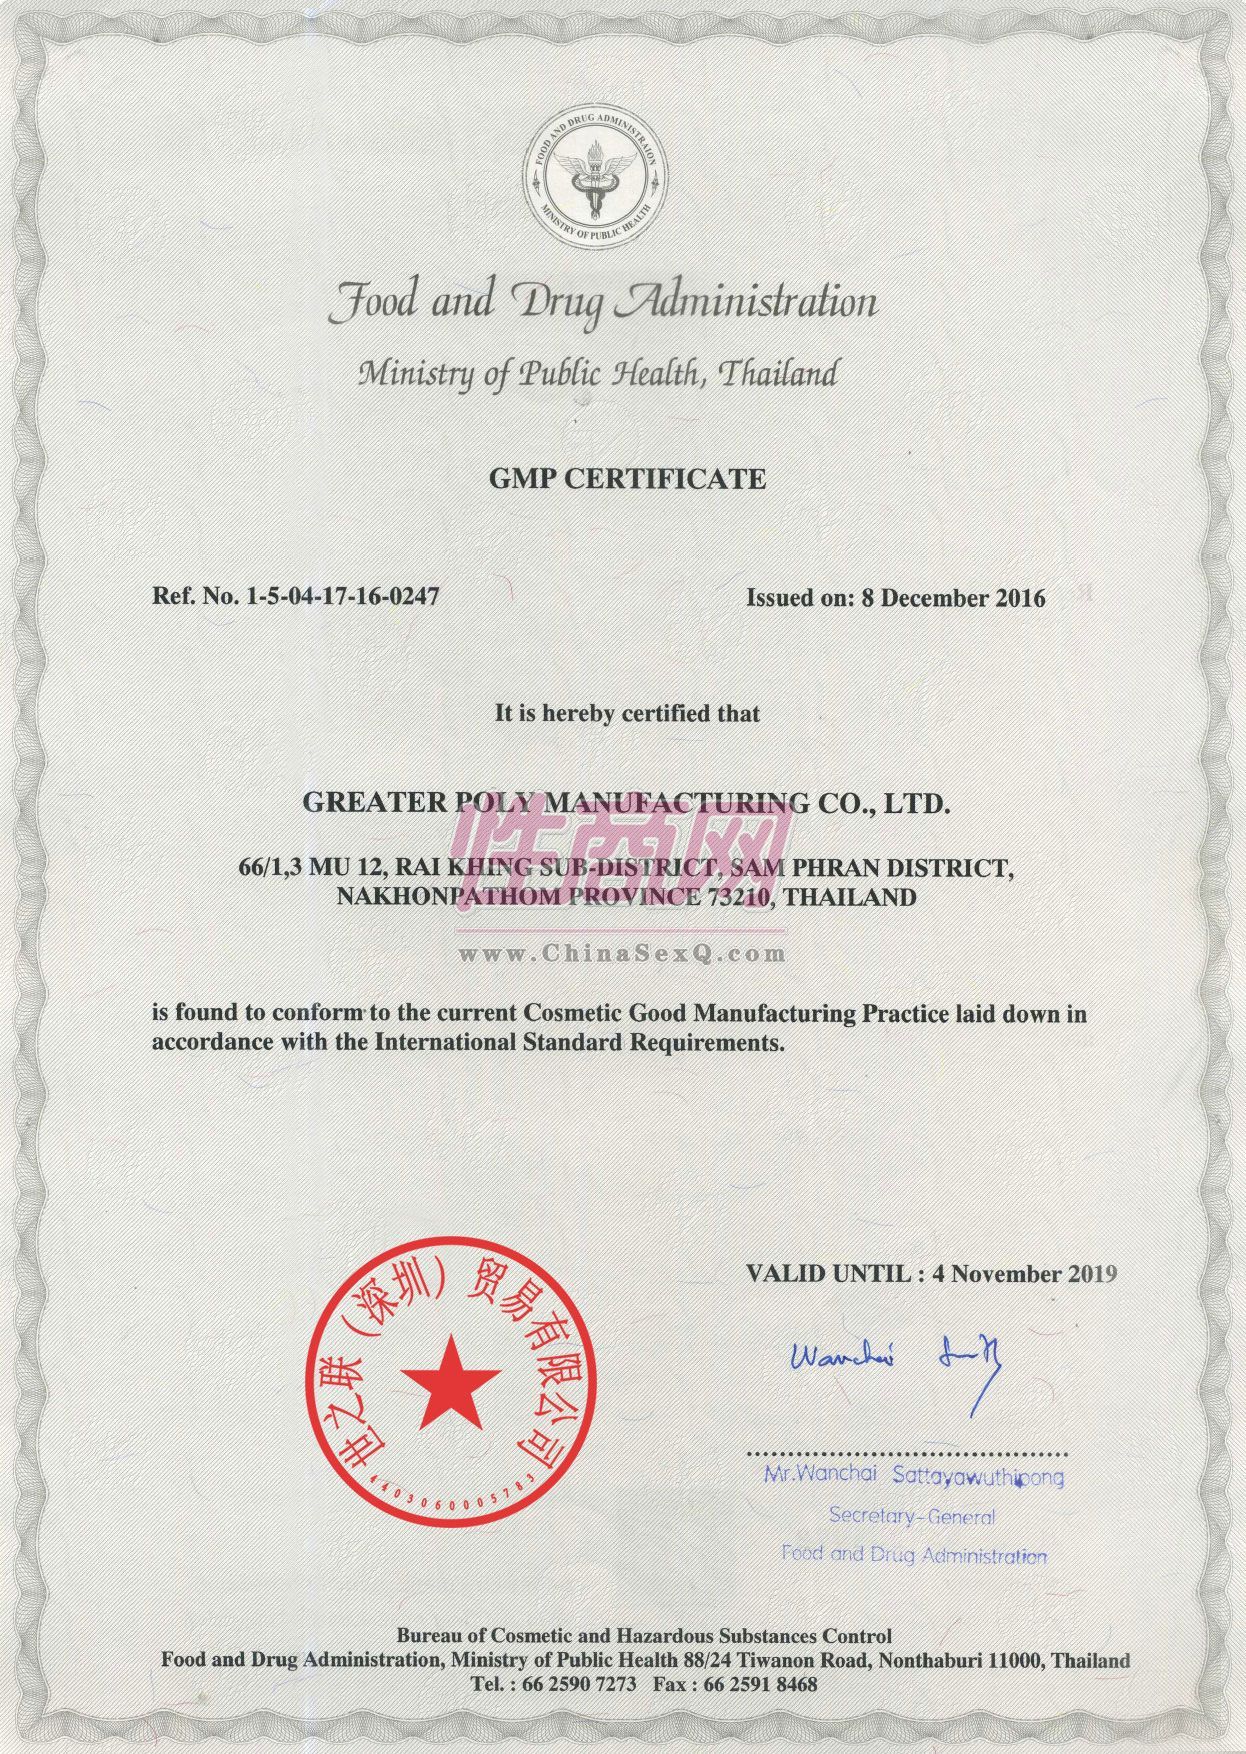 FOOD AND DRUG ADMINISTRAION
MINISTRY OF PUBLIC HEALTH
Food and Drug Administration
Ministry of Public Health, Thailand
GMP CERTIFICATE
Ref. No. 1-5-04-17-16-0247
Issued on: 8 December 2016
It is hereby certified that
GREATER POLY MANUFACTURING CO., LTD.
66/1,3 MU 12, RAI KHING SUB-DISTRICT, SAM PHRAN DISTRICT,
NAKHONPATHOM PROVINCE 73210, THAILAND
性商网
www.ChinaSexQ.com
is found to conform to the current Cosmetic Good Manufacturing Practice laid down in
accordance with the International Standard Requirements.
世之联（深圳）贸易有限公司
4403060005783
VALID UNTIL : 4 November 2019
Wanchai
Mr.Wanchai Sattayawuthipong
Secretary-General
Food and Drug Administration
Bureau of Cosmetic and Hazardous Substances Control
Food and Drug Administration, Ministry of Public Health 88/24 Tiwanon Road, Nonthaburi 11000, Thailand
Tel. : 66 2590 7273 Fax : 66 2591 8468